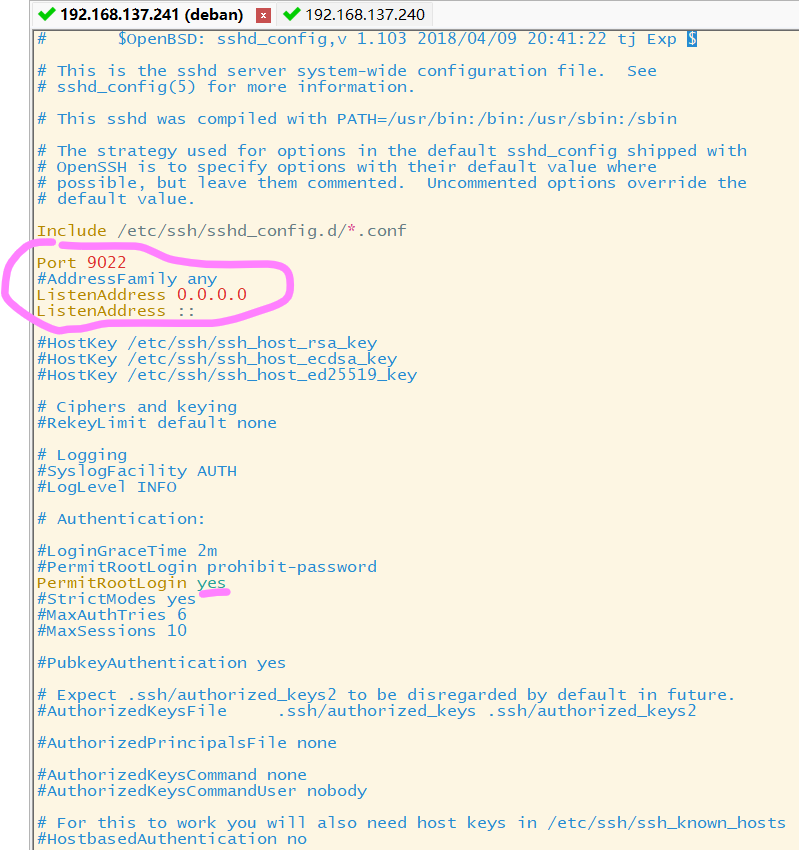 192.168.137.241 (deban) x 192.168.137.240
# $OpenBSD: sshd_config,v 1.103 2018/04/09 20:41:22 tj Exp $
# This is the sshd server system-wide configuration file. See
# sshd_config(5) for more information.
# This sshd was compiled with PATH=/usr/bin:/bin:/usr/sbin:/sbin
# The strategy used for options in the default sshd_config shipped with
# OpenSSH is to specify options with their default value where
# possible, but leave them commented. Uncommented options override the
# default value.
Include /etc/ssh/sshd_config.d/*.conf
Port 9022
#AddressFamily any
ListenAddress 0.0.0.0
ListenAddress ::
#HostKey /etc/ssh/ssh_host_rsa_key
#HostKey /etc/ssh/ssh_host_ecdsa_key
#HostKey /etc/ssh/ssh_host_ed25519_key
# Ciphers and keying
#RekeyLimit default none
# Logging
#SyslogFacility AUTH
#LogLevel INFO
# Authentication:
#LoginGraceTime 2m
#PermitRootLogin prohibit-password
PermitRootLogin yes
#StrictModes yes
#MaxAuthTries 6
#MaxSessions 10
#PubkeyAuthentication yes
# Expect .ssh/authorized_keys2 to be disregarded by default in future.
#AuthorizedKeysFile .ssh/authorized_keys .ssh/authorized_keys2
#AuthorizedPrincipalsFile none
#AuthorizedKeysCommand none
#AuthorizedKeysCommandUser nobody
# For this to work you will also need host keys in /etc/ssh/ssh_known_hosts
#HostbasedAuthentication no